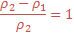 (ρ₂ − ρ₁)/ρ₂ = 1